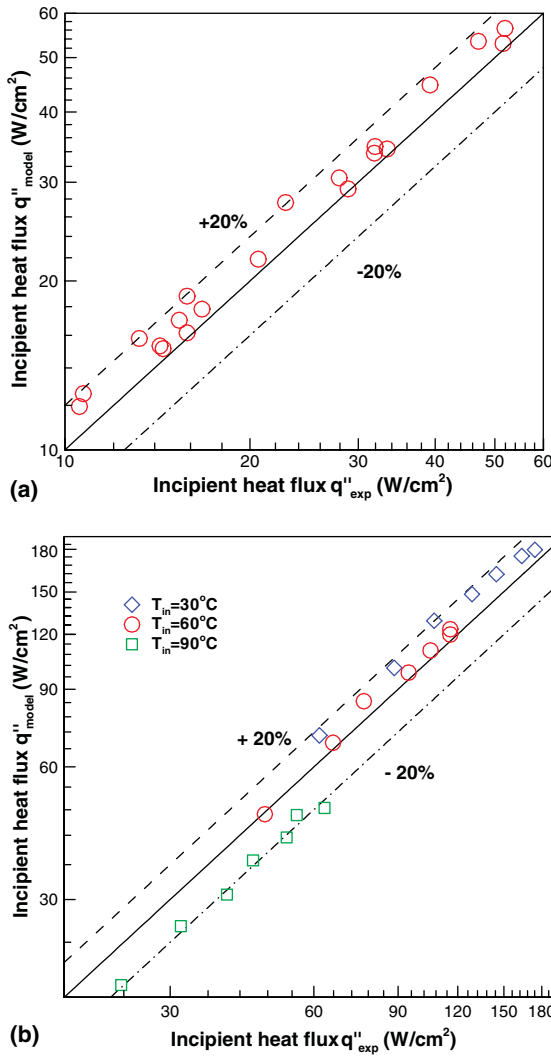 60
50
40
30
20
10
Incipient heat flux q"model (W/cm²)
+20%
-20%
10 20 30 40 50 60
(a) Incipient heat flux q"exp (W/cm²)
180
150
120
90
60
30
Incipient heat flux q"model (W/cm²)
Tin=30°C
Tin=60°C
Tin=90°C
+ 20%
- 20%
30 60 90 120 150 180
(b) Incipient heat flux q"exp (W/cm²)